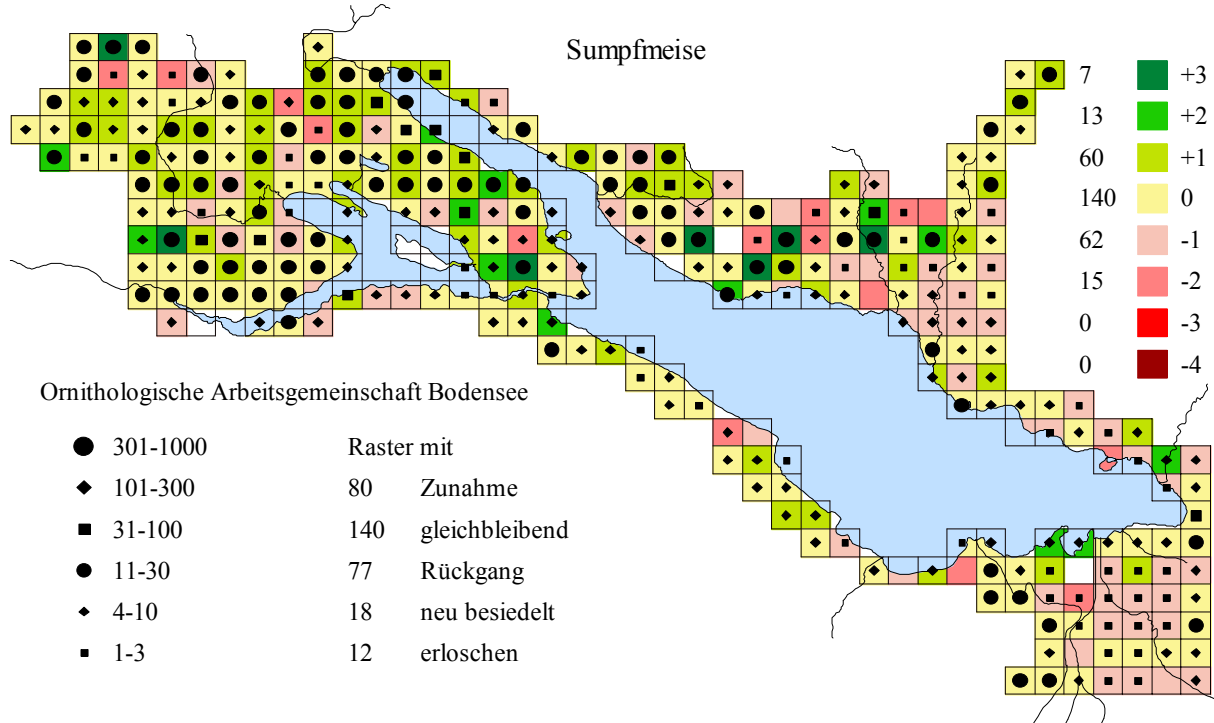 Sumpfmeise
7 +3
13 +2
60 +1
140 0
62 -1
15 -2
0 -3
0 -4
Ornithologische Arbeitsgemeinschaft Bodensee
301-1000 Raster mit
101-300 80 Zunahme
31-100 140 gleichbleibend
11-30 77 Rückgang
4-10 18 neu besiedelt
1-3 12 erloschen